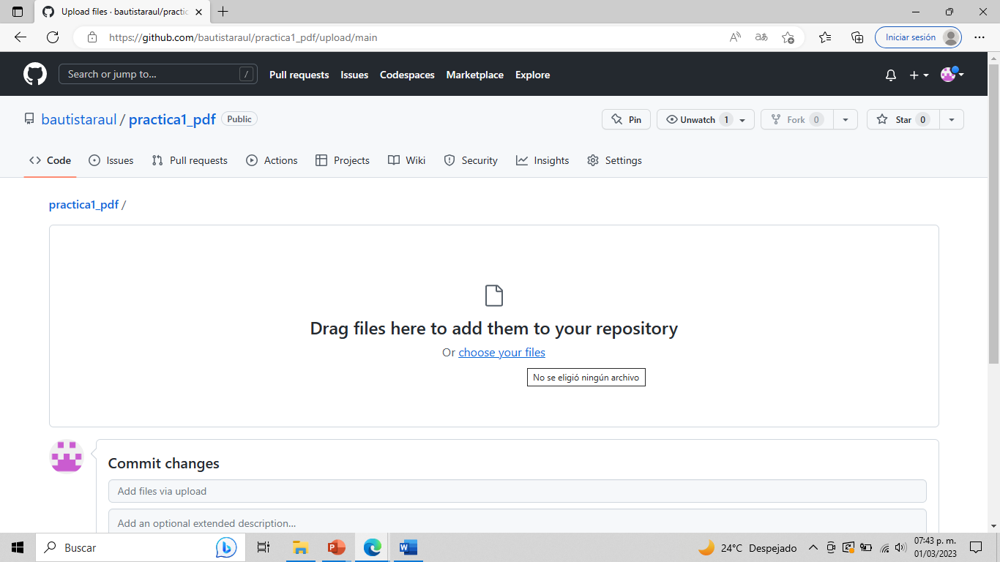 Upload files · bautistaraul/practic
https://github.com/bautistaraul/practica1_pdf/upload/main
Iniciar sesión
Search or jump to...
/
Pull requests
Issues
Codespaces
Marketplace
Explore
bautistaraul / practica1_pdf
Public
Pin
Unwatch 1
Fork 0
Star 0
Code
Issues
Pull requests
Actions
Projects
Wiki
Security
Insights
Settings
practica1_pdf /
Drag files here to add them to your repository
Or choose your files
No se eligió ningún archivo
Commit changes
Add files via upload
Add an optional extended description...
Buscar
24°C Despejado
07:43 p. m.
01/03/2023